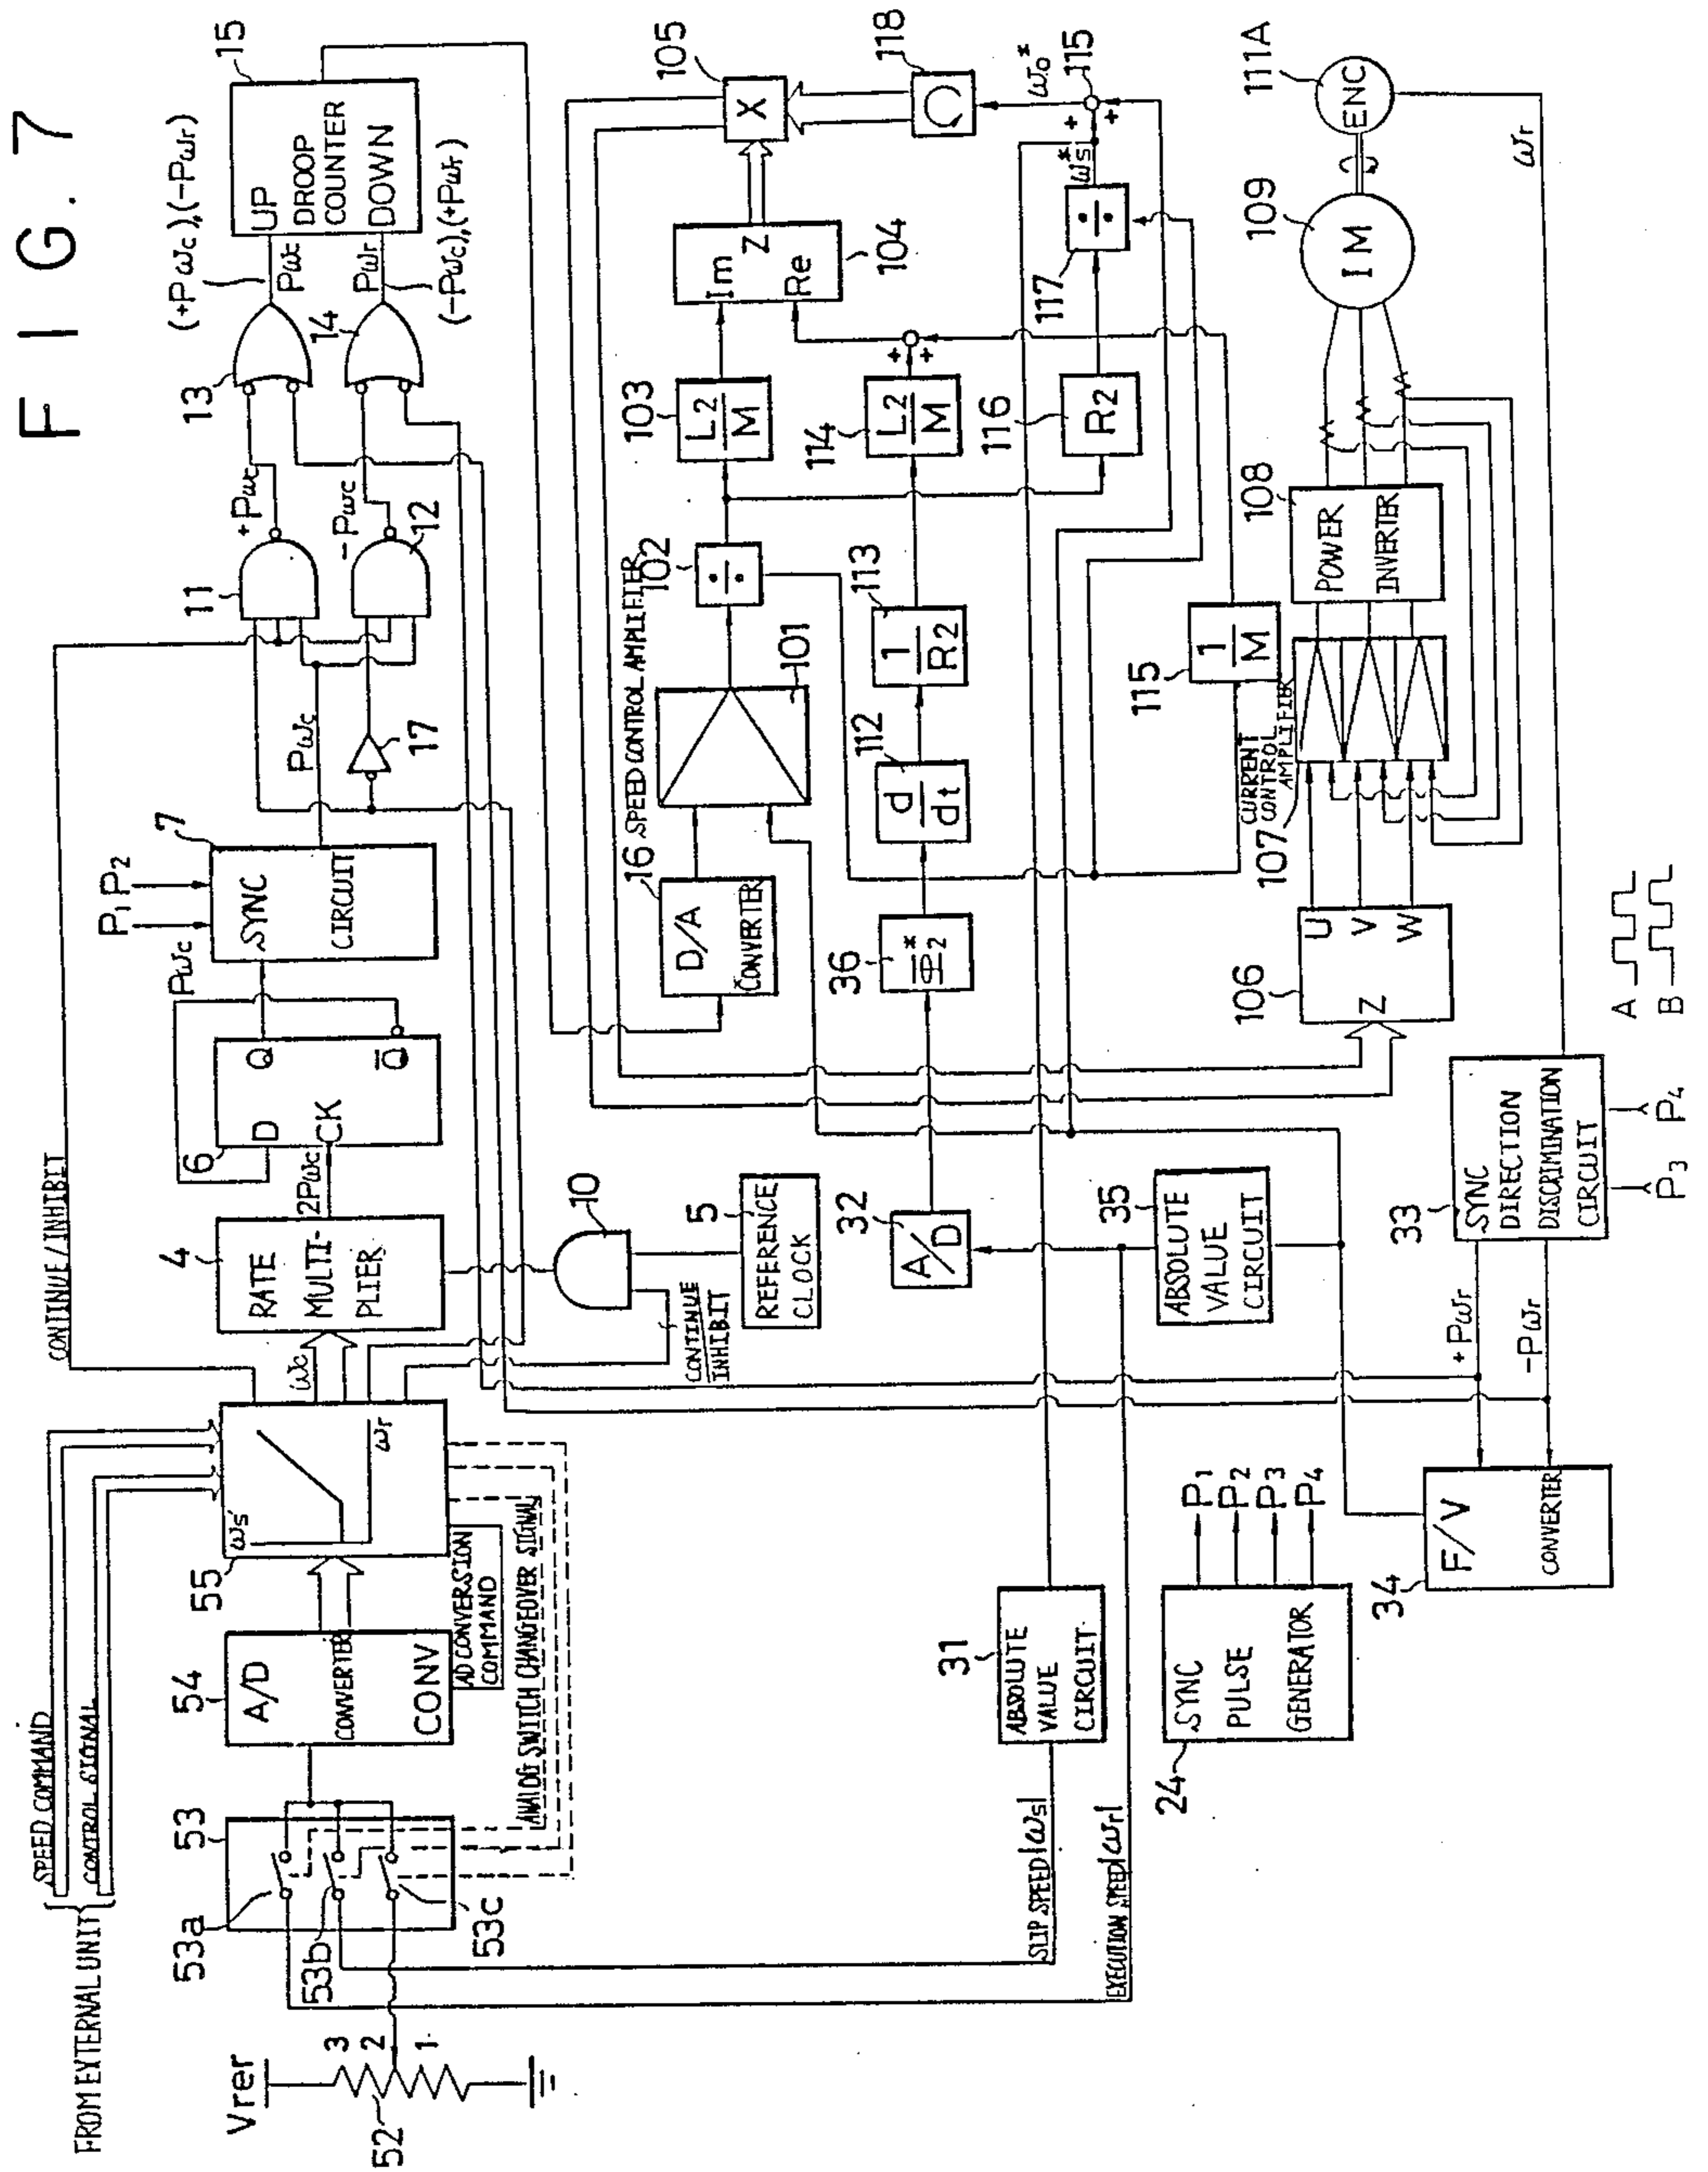 FIG. 7
FROM EXTERNAL UNIT
SPEED COMMAND
CONTROL SIGNAL
Vrer
52
3
2
1
53
53a
53b
53c
54
A/D
CONVERTER
CONV
AD CONVERSION
COMMAND
ANALOG SWITCH CHANGEOVER SIGNAL
55
ωs
ωr
CONTINUE/INHIBIT
ωc
4
RATE
MULTI-
PLIER
2Pωc
6
D
Q
CK
Q̅
Pωc
P1 P2
7
SYNC
CIRCUIT
Pωc
17
11
+Pωc
12
-Pωc
13
14
(+Pωc),(-Pωr)
Pωc
Pωr
(-Pωc),(+Pωr)
15
UP
DROOP
COUNTER
DOWN
10
CONTINUE
INHIBIT
5
REFERENCE
CLOCK
16
D/A
CONVERTER
SPEED CONTROL AMPLIFIER
101
102
÷
103
L2
M
104
Im
Z
Re
105
X
118
ω0*
115
+
+
ωs*
117
÷
116
R2
114
L2
M
+
+
113
1
R2
112
d
dt
36
Φ2*
32
A/D
35
ABSOLUTE
VALUE
CIRCUIT
31
ABSOLUTE
VALUE
CIRCUIT
SLIP SPEED|ωs|
EXECUTION SPEED|ωr|
24
SYNC
PULSE
GENERATOR
P1
P2
P3
P4
34
F/V
CONVERTER
+Pωr
-Pωr
33
SYNC
DIRECTION
DISCRIMINATION
CIRCUIT
P3
P4
A
B
106
Z
U
V
W
107
CURRENT
CONTROL
AMPLIFIER
115
1
M
108
POWER
INVERTER
109
IM
111A
ENC
ωr